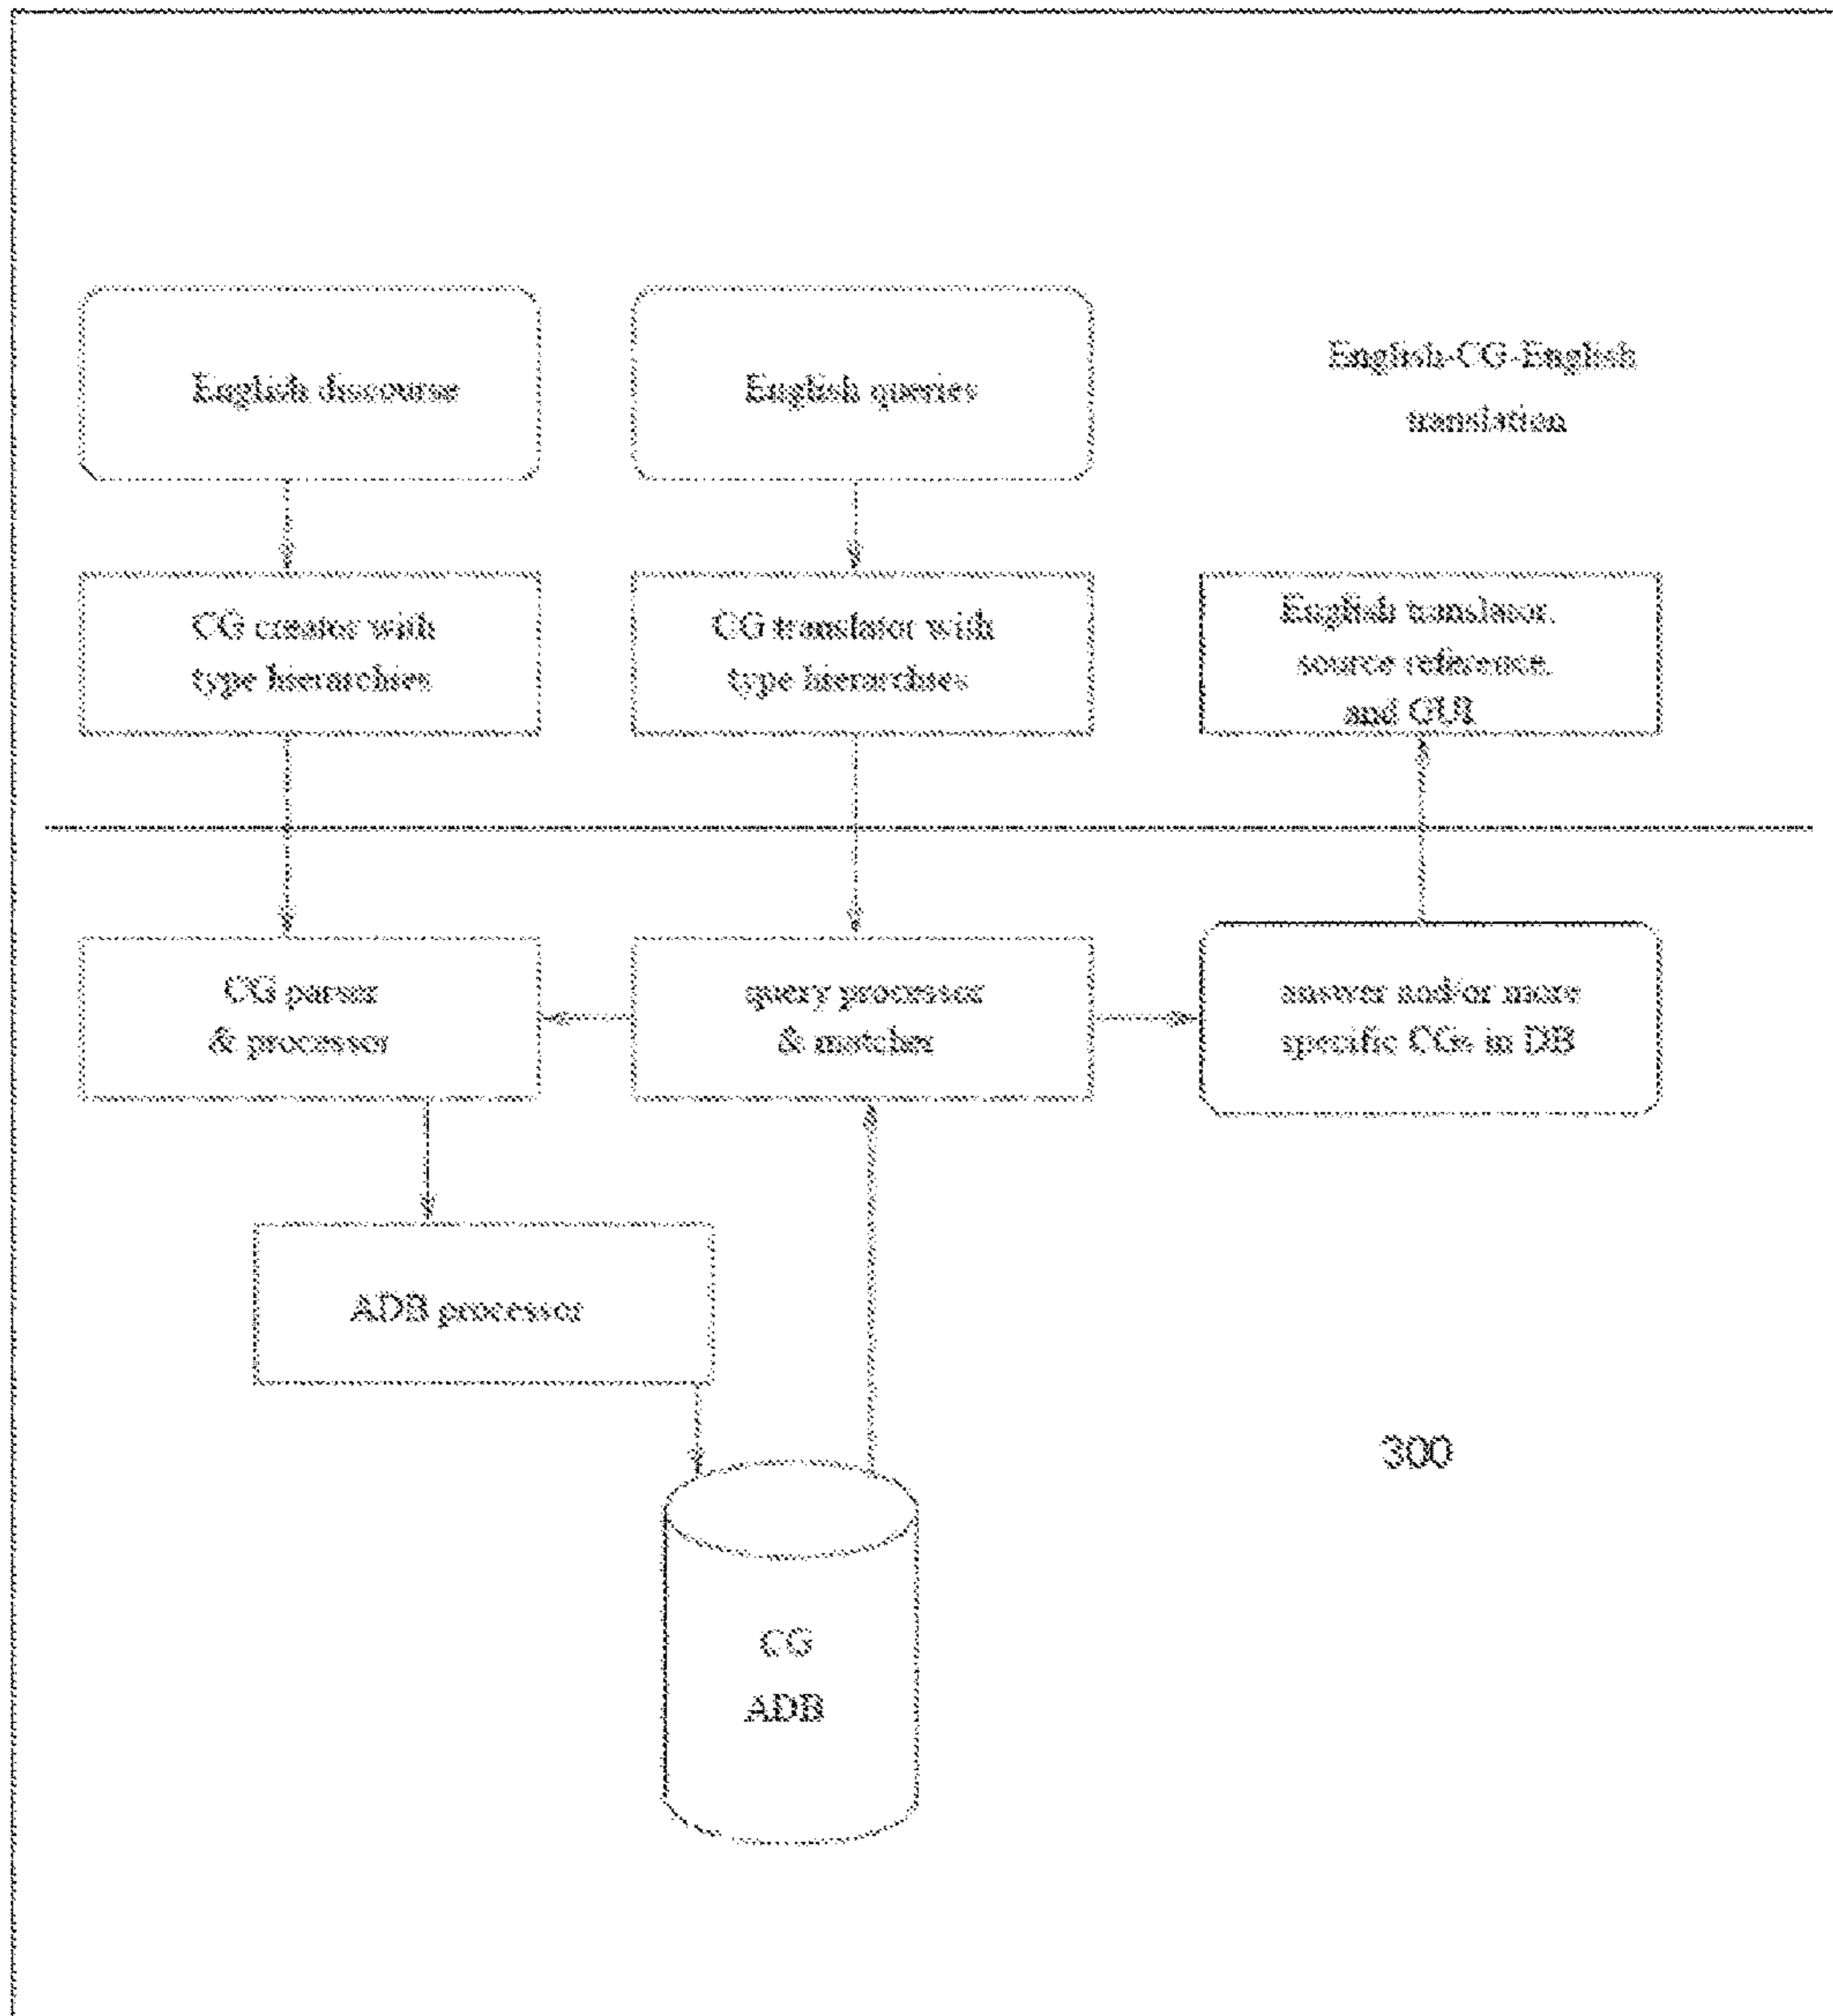 English discourse
English queries
English-CG-English
translation
CG creator with
type hierarchies
CG translator with
type hierarchies
English translator,
source reference,
and GUI
CG parser
& processor
query processor
& matcher
answer and/or more
specific CGs in DB
ADB processor
300
CG
ADB